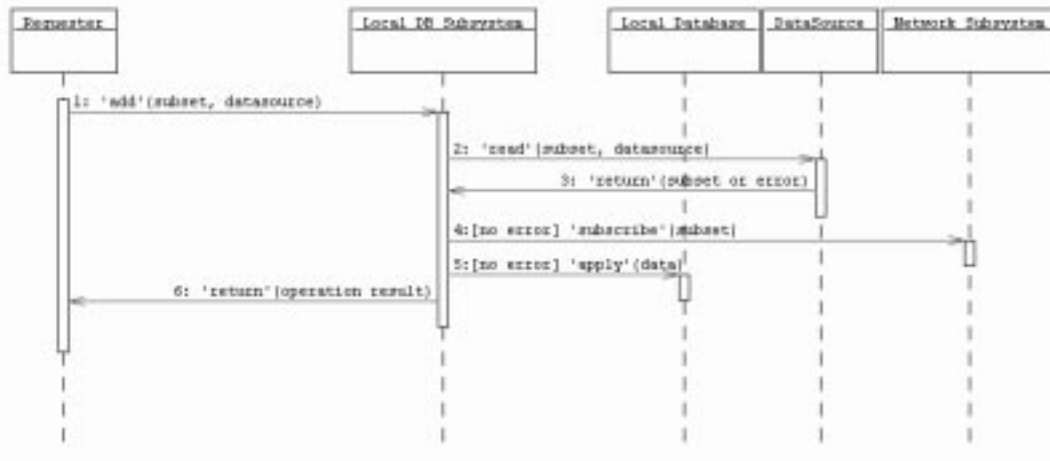 Requester
Local DB Subsystem
Local Database
DataSource
Network Subsystem
1: 'add'(subset, datasource)
2: 'read'(subset, datasource)
3: 'return'(subset or error)
4:[no error] 'subscribe'(subset)
5:[no error] 'apply'(data)
6: 'return'(operation result)